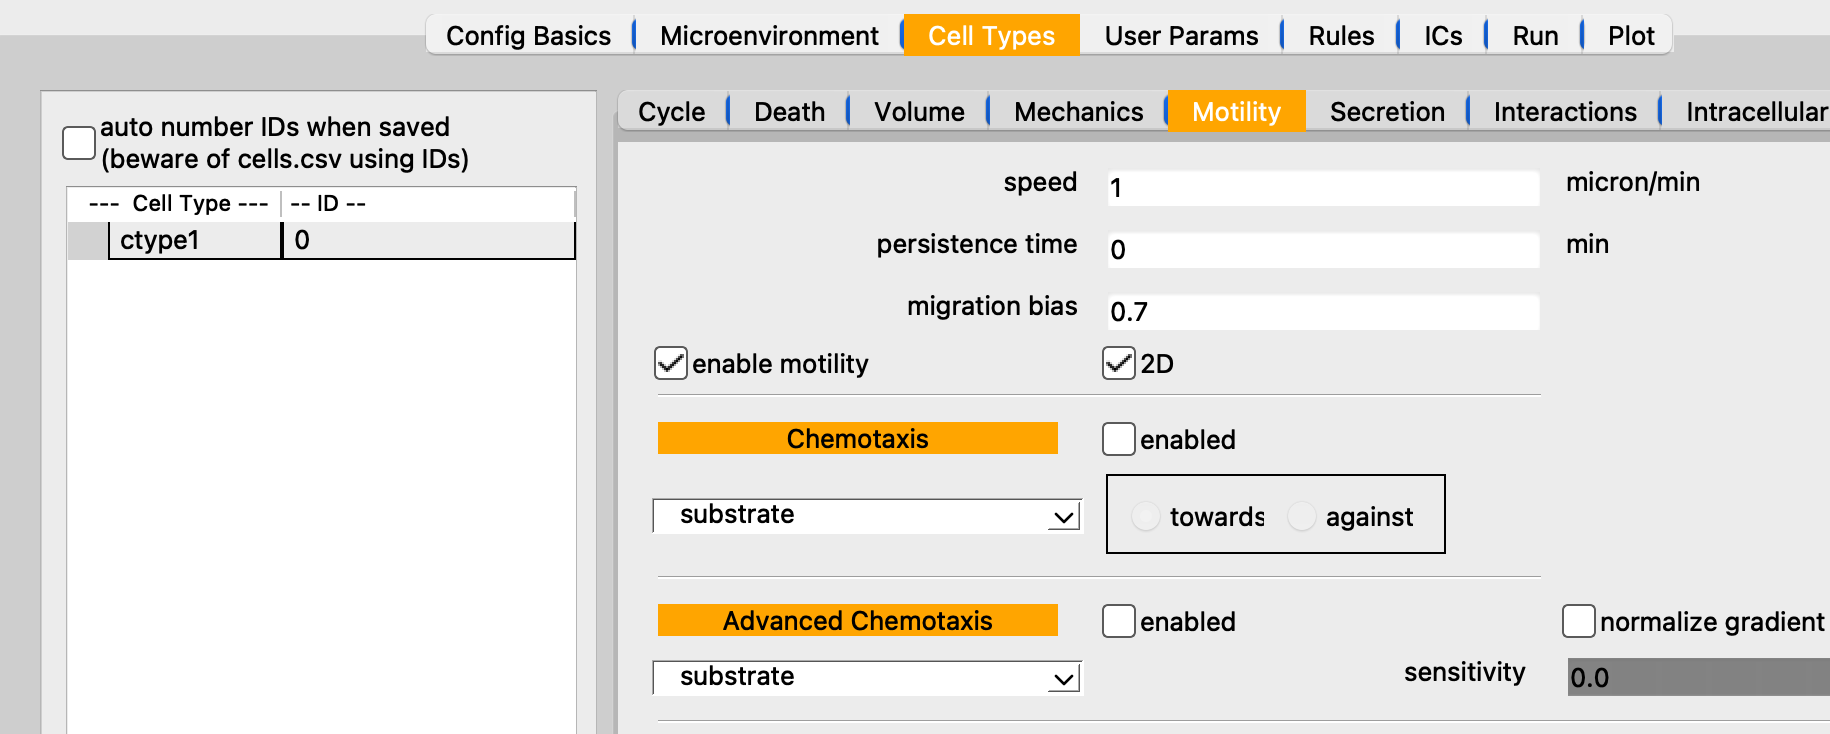 Config Basics Microenvironment Cell Types User Params Rules ICs Run Plot
auto number IDs when saved
(beware of cells.csv using IDs)
--- Cell Type --- -- ID --
ctype1 0
Cycle Death Volume Mechanics Motility Secretion Interactions Intracellular
speed 1 micron/min
persistence time 0 min
migration bias 0.7
enable motility 2D
Chemotaxis enabled
substrate towards against
Advanced Chemotaxis enabled normalize gradient
substrate sensitivity 0.0